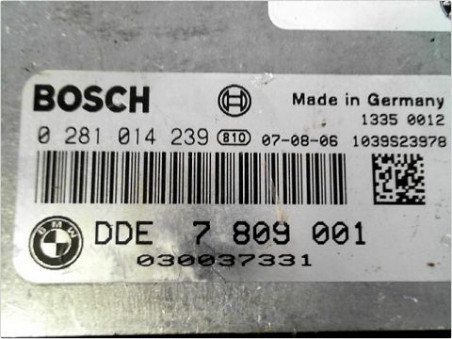 BOSCH
Made in Germany
1335 0012
0 281 014 239 810 07-08-06 1039S23978
BMW
DDE 7 809 001
030037331